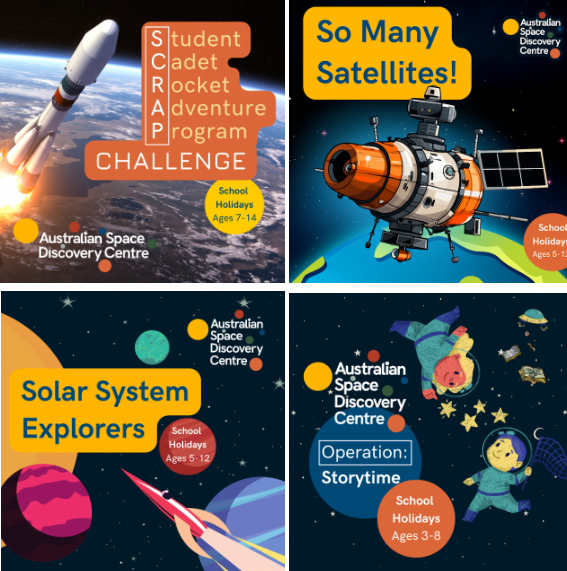 Student
Cadet
Rocket
Adventure
Program
CHALLENGE
School
Holidays
Ages 7-14
Australian Space
Discovery Centre
So Many
Satellites!
Australian
Space
Discovery
Centre
School
Holidays
Ages 5-12
Solar System
Explorers
Australian
Space
Discovery
Centre
School
Holidays
Ages 5-12
Australian
Space
Discovery
Centre
Operation:
Storytime
School
Holidays
Ages 3-8